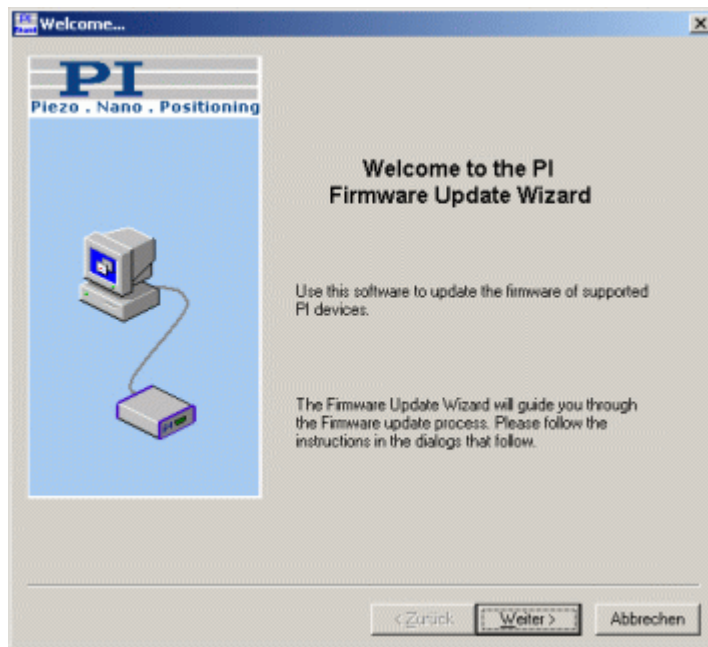 Welcome...
PI
Piezo . Nano . Positioning
Welcome to the PI
Firmware Update Wizard
Use this software to update the firmware of supported
PI devices.
The Firmware Update Wizard will guide you through
the Firmware update process. Please follow the
instructions in the dialogs that follow.
< Zurück Weiter > Abbrechen